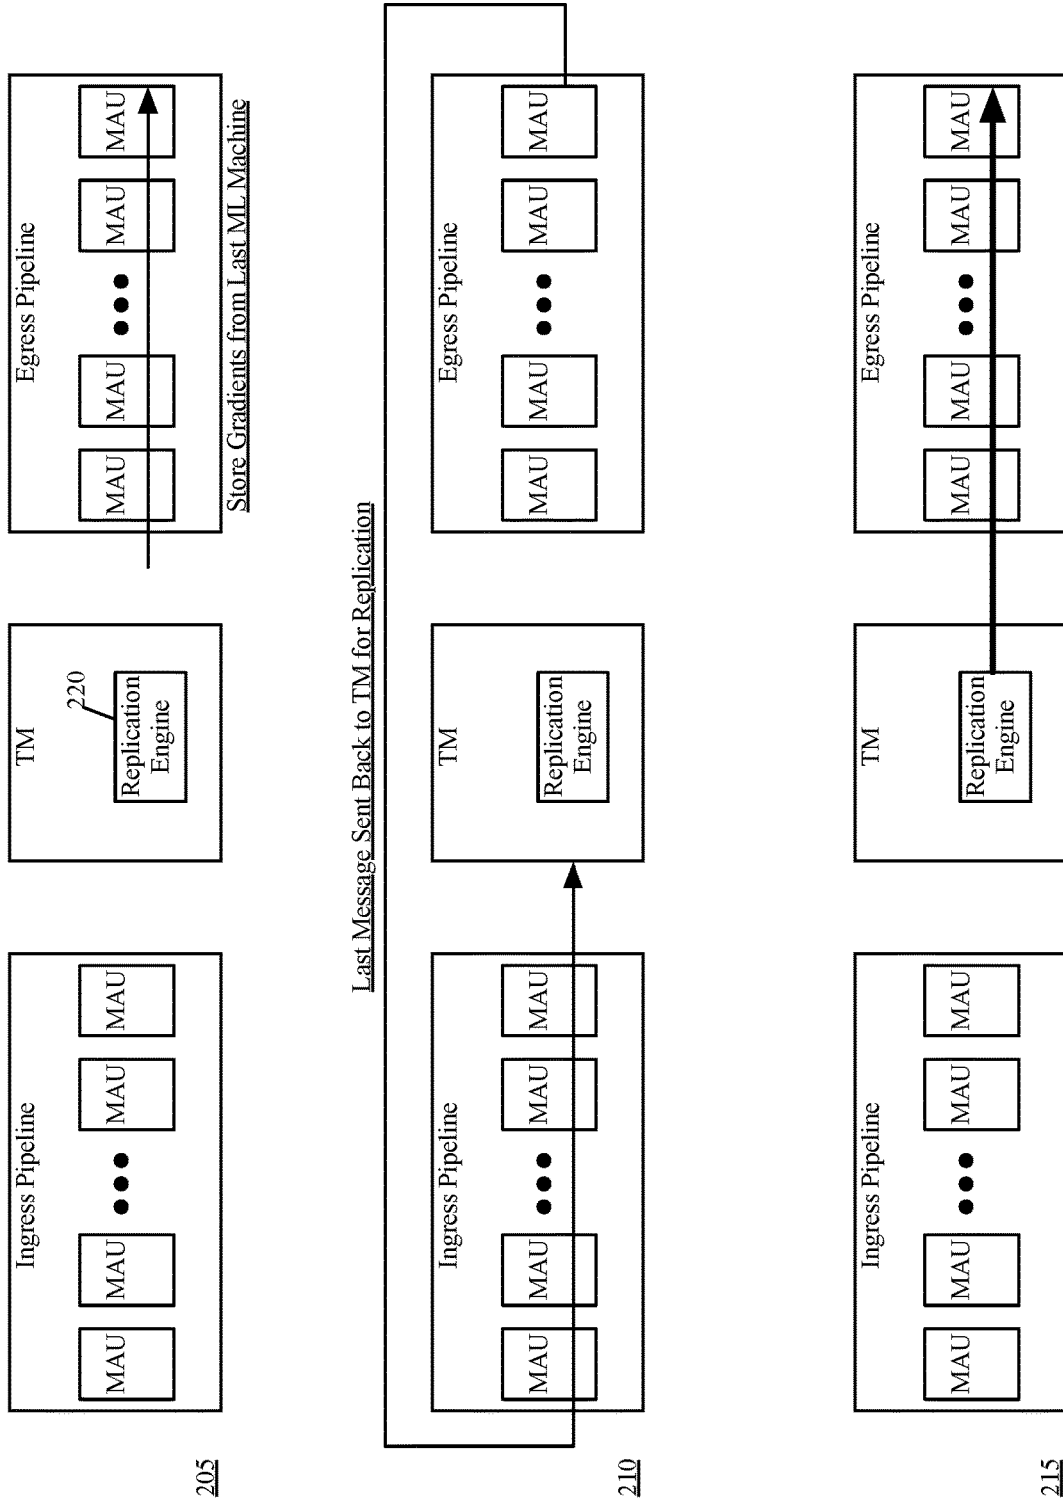 205
Ingress Pipeline
MAU
MAU
MAU
MAU
TM
220
Replication
Engine
Egress Pipeline
MAU
MAU
MAU
MAU
Store Gradients from Last ML Machine
Last Message Sent Back to TM for Replication
210
Ingress Pipeline
MAU
MAU
MAU
MAU
TM
Replication
Engine
Egress Pipeline
MAU
MAU
MAU
MAU
215
Ingress Pipeline
MAU
MAU
MAU
MAU
TM
Replication
Engine
Egress Pipeline
MAU
MAU
MAU
MAU